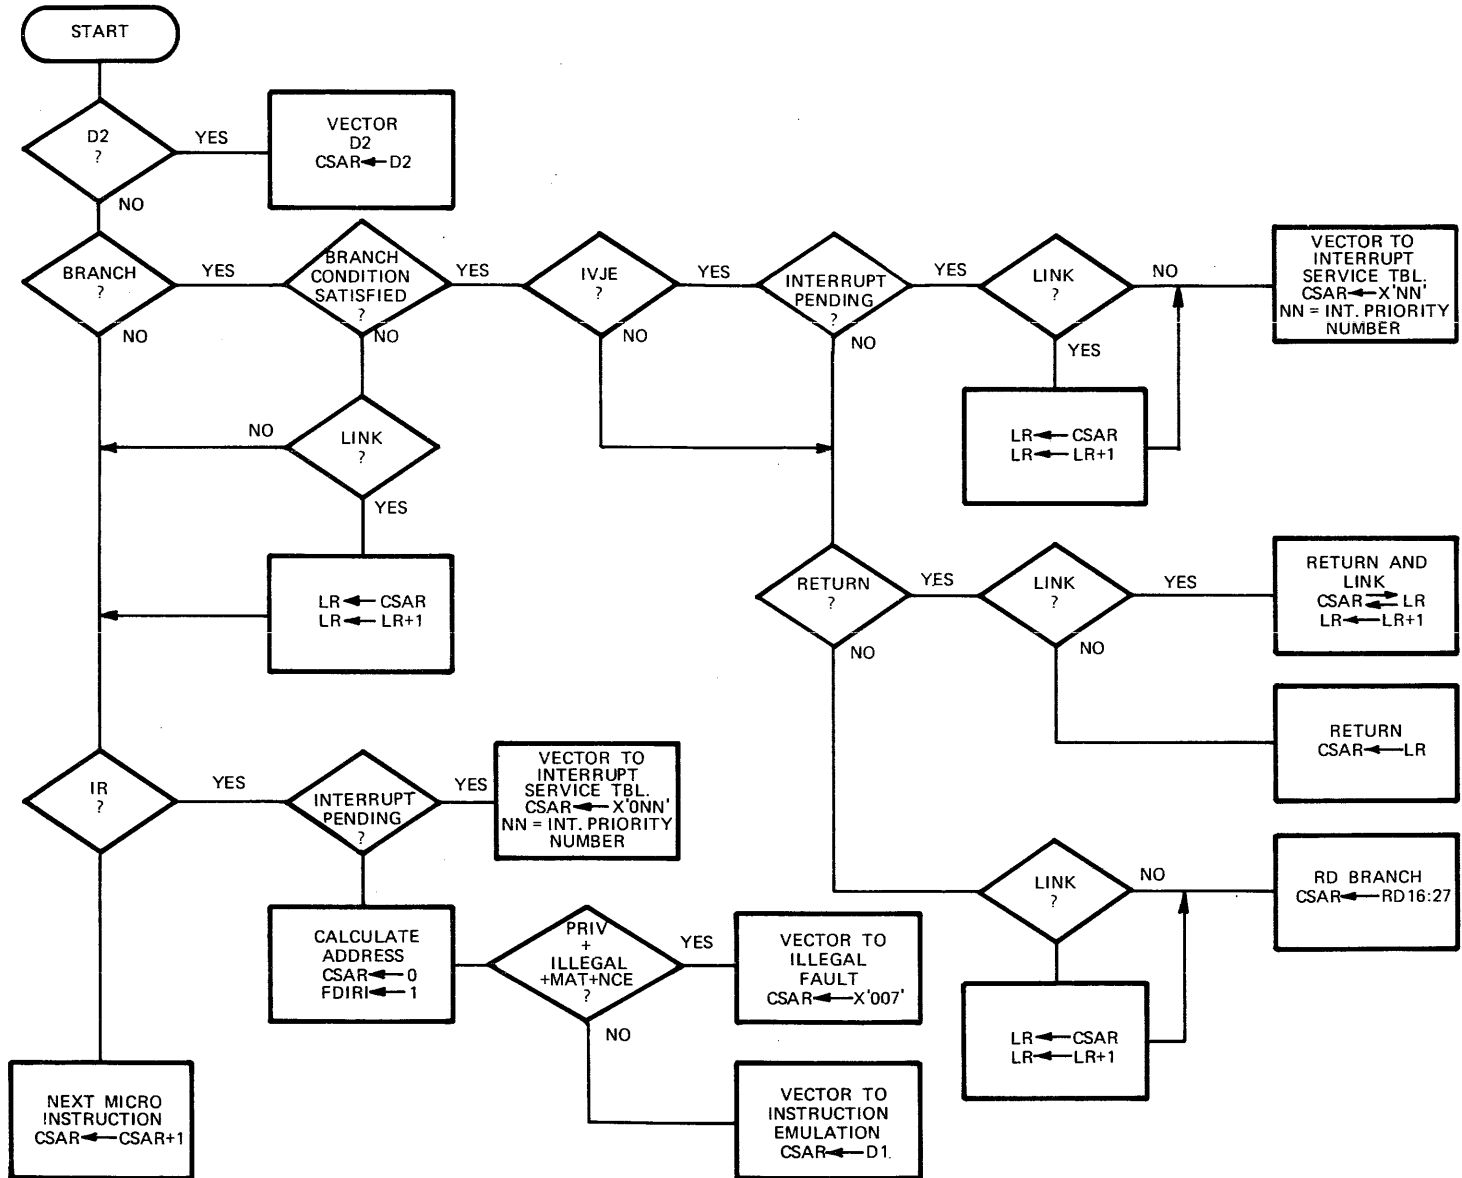 START
D2
?
YES
VECTOR
D2
CSAR←D2
NO
BRANCH
?
YES
NO
BRANCH
CONDITION
SATISFIED
?
YES
NO
IVJE
?
YES
NO
INTERRUPT
PENDING
?
YES
NO
LINK
?
NO
YES
VECTOR TO
INTERRUPT
SERVICE TBL.
CSAR←X'NN'
NN = INT. PRIORITY
NUMBER
LR←CSAR
LR←LR+1
NO
LINK
?
YES
LR←CSAR
LR←LR+1
RETURN
?
YES
NO
LINK
?
YES
NO
RETURN AND
LINK
CSAR⇄LR
LR←LR+1
RETURN
CSAR←LR
IR
?
YES
INTERRUPT
PENDING
?
YES
VECTOR TO
INTERRUPT
SERVICE TBL.
CSAR←X'0NN'
NN = INT. PRIORITY
NUMBER
CALCULATE
ADDRESS
CSAR←0
FDIRI←1
PRIV
+
ILLEGAL
+MAT+NCE
?
YES
NO
VECTOR TO
ILLEGAL
FAULT
CSAR←X'007'
VECTOR TO
INSTRUCTION
EMULATION
CSAR←D1
LINK
?
NO
RD BRANCH
CSAR←RD16:27
LR←CSAR
LR←LR+1
NEXT MICRO
INSTRUCTION
CSAR←CSAR+1